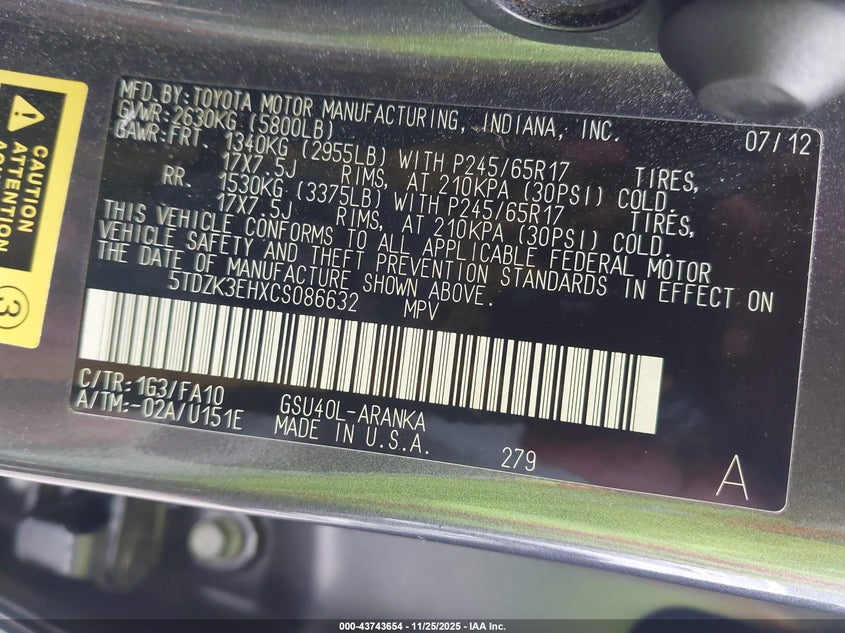 MFD.BY:TOYOTA MOTOR MANUFACTURING, INDIANA, INC. 07/12
GVWR:2630KG (5800LB)
GAWR:FRT. 1340KG (2955LB) WITH P245/65R17 TIRES,
17X7.5J RIMS, AT 210KPA (30PSI) COLD.
RR. 1530KG (3375LB) WITH P245/65R17 TIRES,
17X7.5J RIMS, AT 210KPA (30PSI) COLD.
THIS VEHICLE CONFORMS TO ALL APPLICABLE FEDERAL MOTOR
VEHICLE SAFETY AND THEFT PREVENTION STANDARDS IN EFFECT ON
THE DATE OF MANUFACTURE SHOWN ABOVE.
5TDZK3EHXCS086632 MPV
C/TR:1G3/FA10 GSU40L-ARANKA
A/TM:-02A/U151E MADE IN U.S.A.
279
A
CAUTION
ATTENTION
3
000-43743654 - 11/25/2025 - IAA Inc.